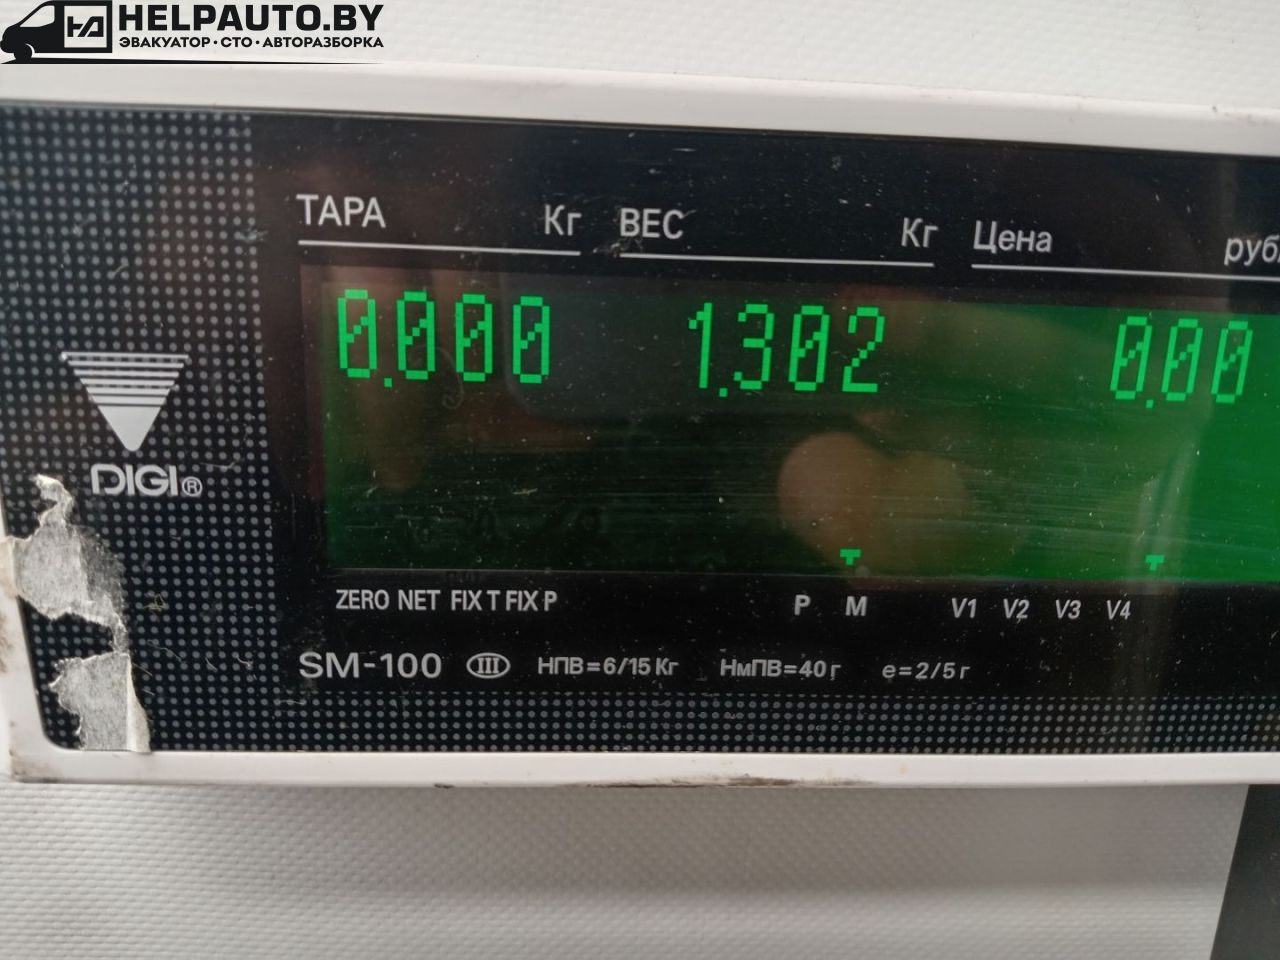 HELPAUTO.BY
ЭВАКУАТОР·СТО·АВТОРАЗБОРКА
ТАРА Кг ВЕС Кг Цена руб
0.000 1.302 0.00
DIGI®
ZERO NET FIX T FIX P P M V1 V2 V3 V4
SM-100 III НПВ=6/15 Кг НмПВ=40 г e=2/5 г